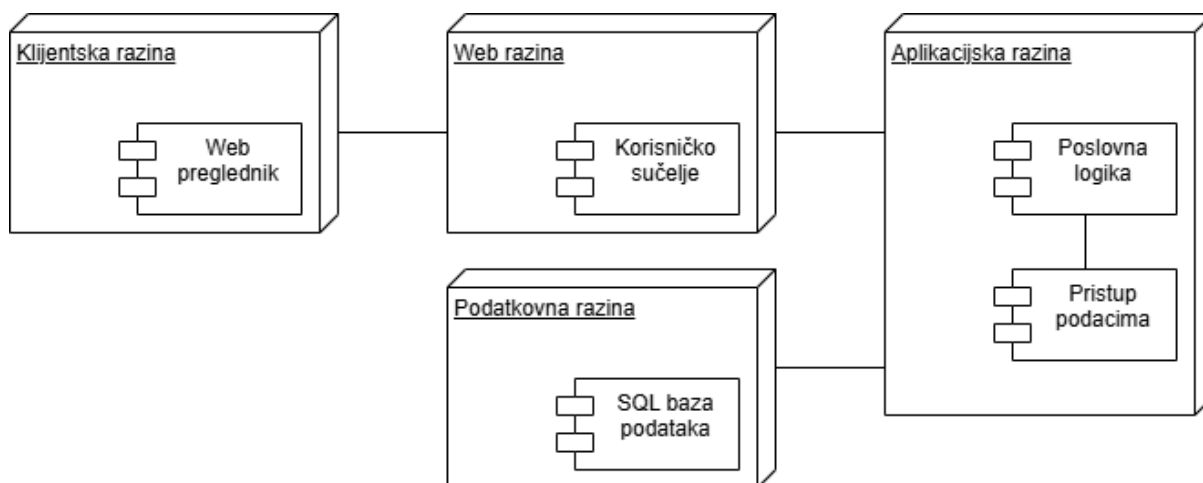 Klijentska razina
Web
preglednik
Web razina
Korisničko
sučelje
Aplikacijska razina
Poslovna
logika
Pristup
podacima
Podatkovna razina
SQL baza
podataka